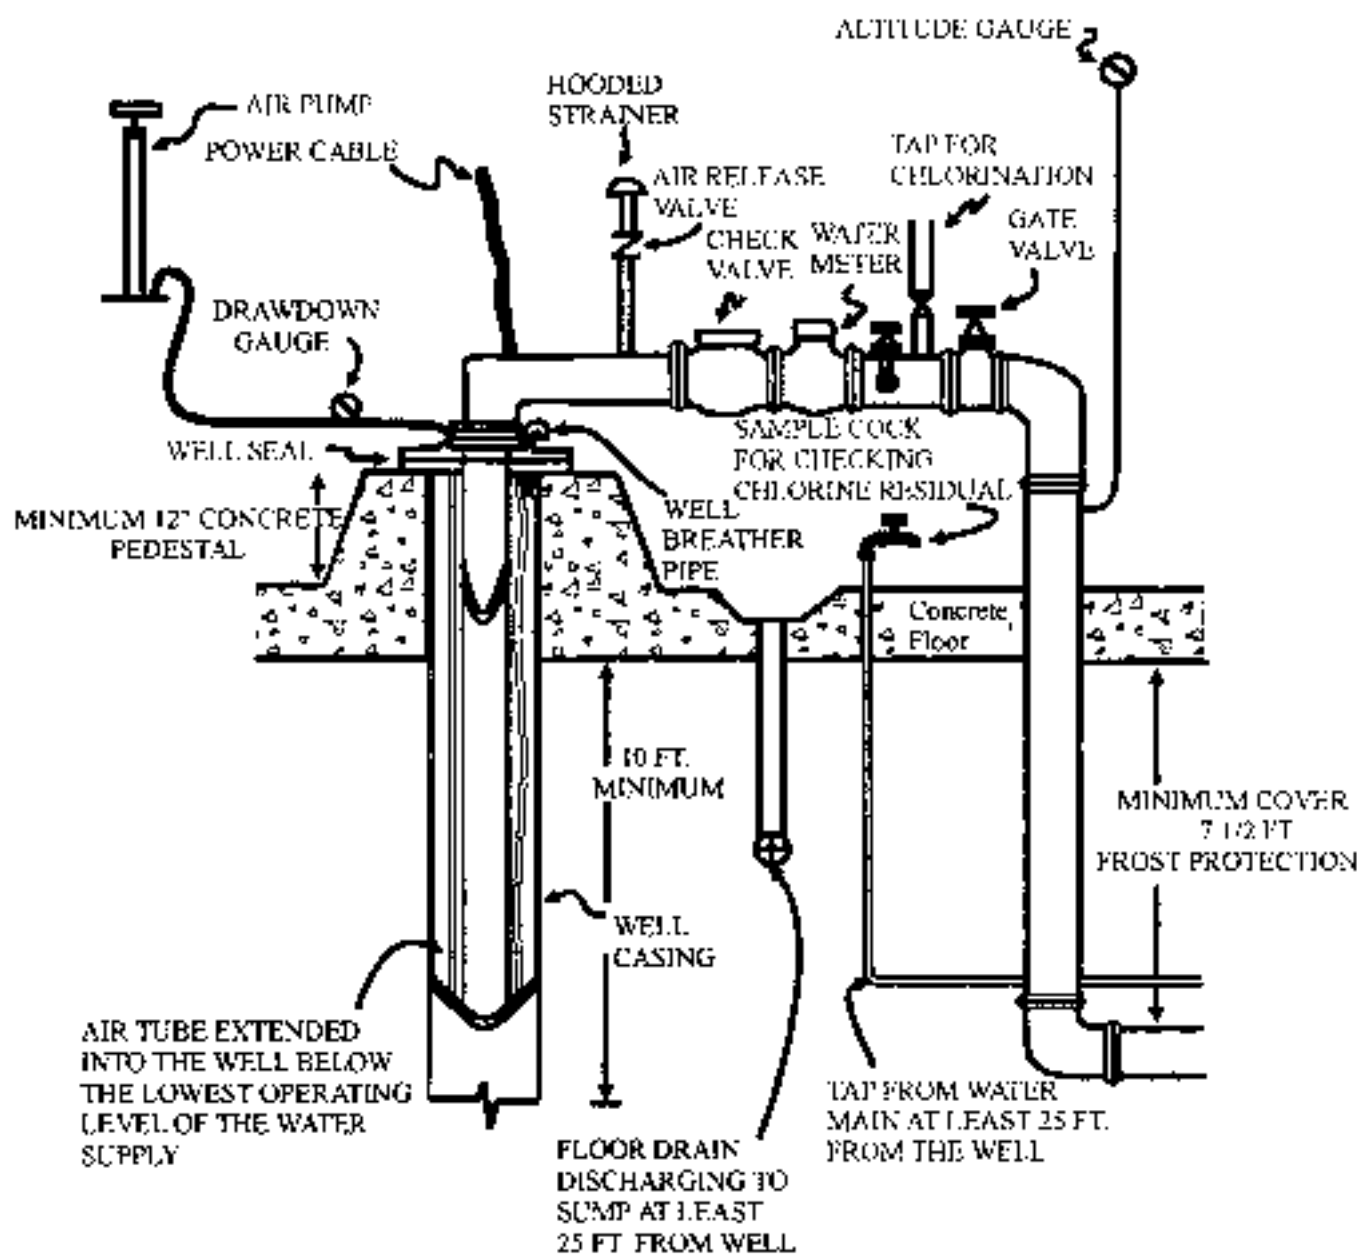 ALTITUDE GAUGE
HOODED
STRAINER
AIR PUMP
POWER CABLE
AIR RELEASE
VALVE
TAP FOR
CHLORINATION
CHECK
VALVE
WATER
METER
GATE
VALVE
DRAWDOWN
GAUGE
WELL SEAL
SAMPLE COCK
FOR CHECKING
CHLORINE RESIDUAL
MINIMUM 12" CONCRETE
PEDESTAL
WELL
BREATHER
PIPE
Concrete
Floor
10 FT.
MINIMUM
MINIMUM COVER
7 1/2 FT
FROST PROTECTION
WELL
CASING
AIR TUBE EXTENDED
INTO THE WELL BELOW
THE LOWEST OPERATING
LEVEL OF THE WATER
SUPPLY
TAP FROM WATER
MAIN AT LEAST 25 FT.
FROM THE WELL
FLOOR DRAIN
DISCHARGING TO
SUMP AT LEAST
25 FT FROM WELL